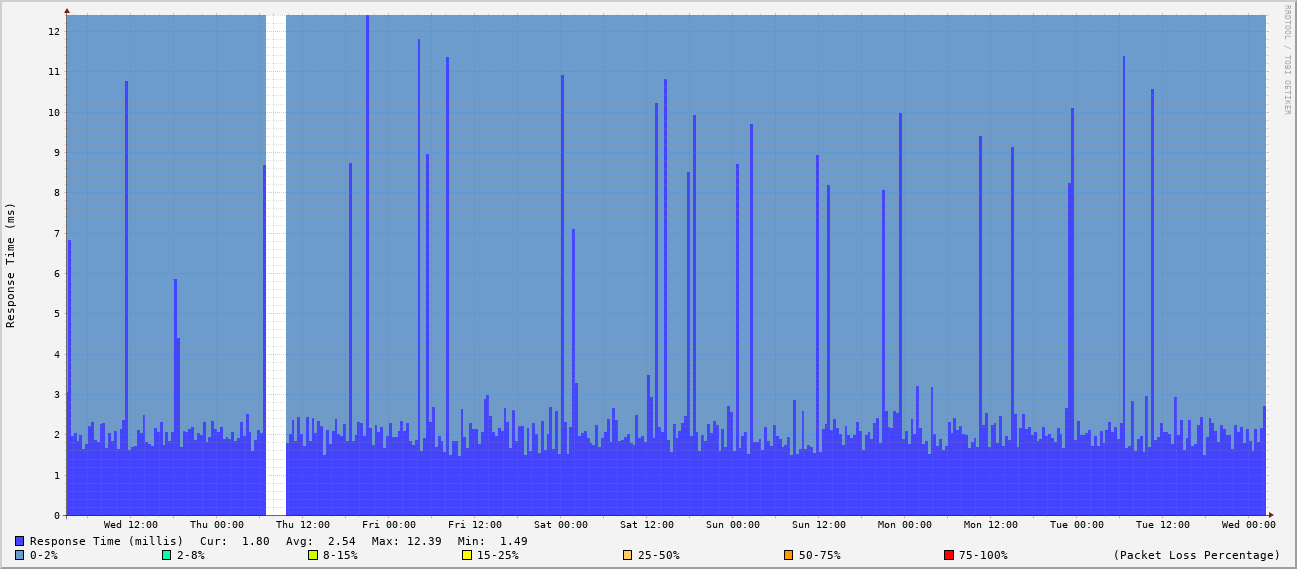 RRDTOOL / TOBI OETIKER
Response Time (ms)
12
11
10
9
8
7
6
5
4
3
2
1
0
Wed 12:00 Thu 00:00 Thu 12:00 Fri 00:00 Fri 12:00 Sat 00:00 Sat 12:00 Sun 00:00 Sun 12:00 Mon 00:00 Mon 12:00 Tue 00:00 Tue 12:00 Wed 00:00
Response Time (millis) Cur: 1.80 Avg: 2.54 Max: 12.39 Min: 1.49
0-2% 2-8% 8-15% 15-25% 25-50% 50-75% 75-100% (Packet Loss Percentage)